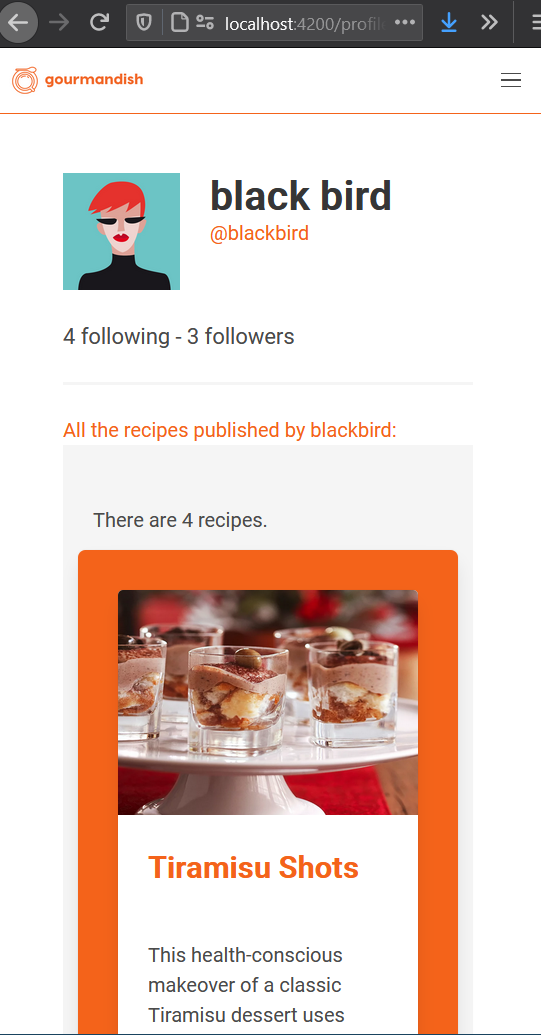 localhost:4200/profile
gourmandish
black bird
@blackbird
4 following - 3 followers
All the recipes published by blackbird:
There are 4 recipes.
Tiramisu Shots
This health-conscious
makeover of a classic
Tiramisu dessert uses